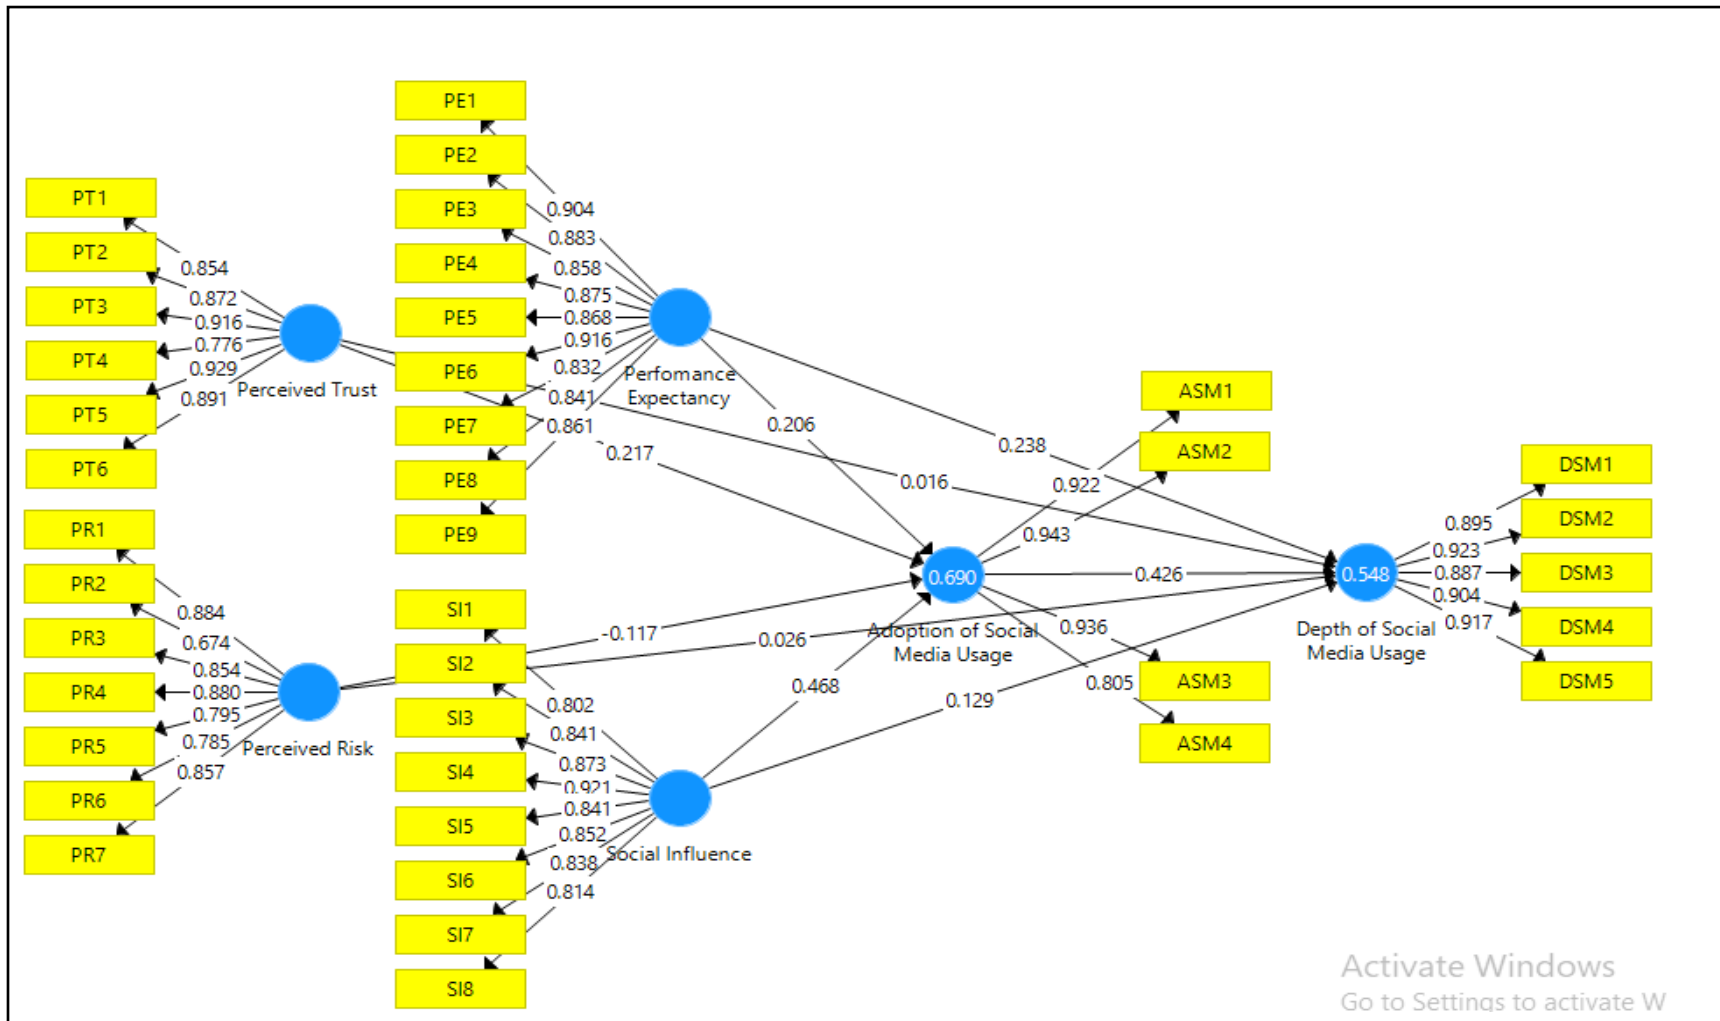 PE1
PE2
PE3
PE4
PE5
PE6
PE7
PE8
PE9
0.904
0.883
0.858
0.875
0.868
0.916
0.832
0.841
0.861
Perfomance
Expectancy
PT1
PT2
PT3
PT4
PT5
PT6
0.854
0.872
0.916
0.776
0.929
0.891
Perceived Trust
PR1
PR2
PR3
PR4
PR5
PR6
PR7
0.884
0.674
0.854
0.880
0.795
0.785
0.857
Perceived Risk
SI1
SI2
SI3
SI4
SI5
SI6
SI7
SI8
0.802
0.841
0.873
0.921
0.841
0.852
0.838
0.814
Social Influence
0.206
0.217
0.238
0.016
-0.117
0.026
0.468
0.129
0.426
0.690
Adoption of Social
Media Usage
ASM1
ASM2
ASM3
ASM4
0.922
0.943
0.936
0.805
0.548
Depth of Social
Media Usage
DSM1
DSM2
DSM3
DSM4
DSM5
0.895
0.923
0.887
0.904
0.917
Activate Windows
Go to Settings to activate W